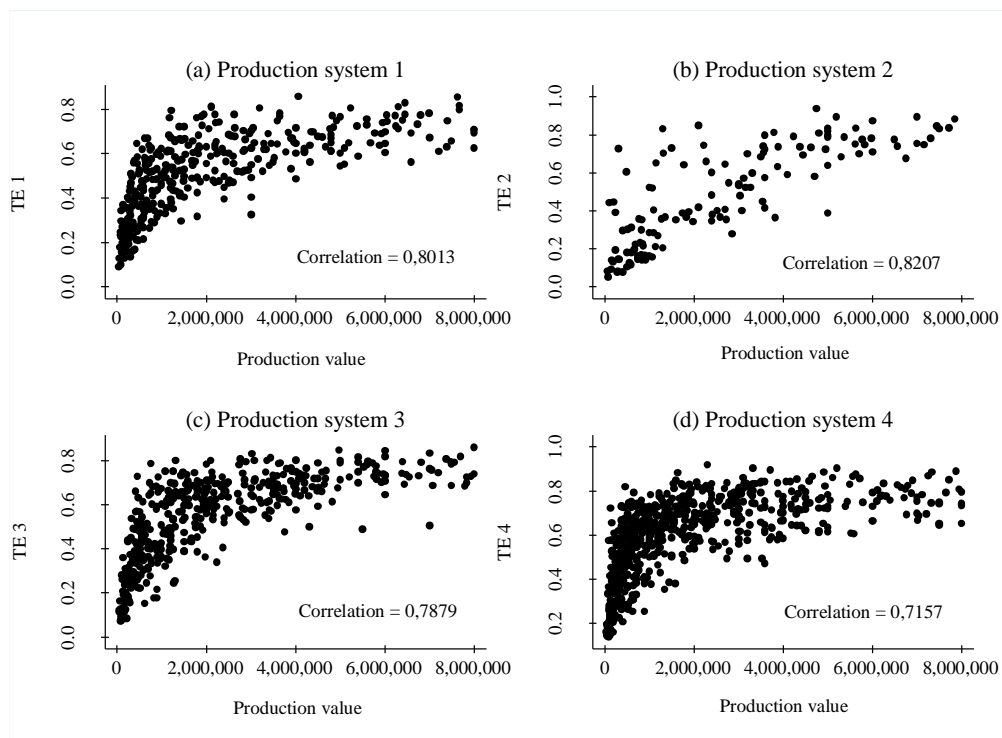 (a) Production system 1
TE 1
0.8
0.6
0.4
0.2
0.0
Correlation = 0,8013
0
2,000,000
4,000,000
6,000,000
8,000,000
Production value
(b) Production system 2
TE 2
1.0
0.8
0.6
0.4
0.2
0.0
Correlation = 0,8207
0
2,000,000
4,000,000
6,000,000
8,000,000
Production value
(c) Production system 3
TE 3
0.8
0.6
0.4
0.2
0.0
Correlation = 0,7879
0
2,000,000
4,000,000
6,000,000
8,000,000
Production value
(d) Production system 4
TE 4
1.0
0.8
0.6
0.4
0.2
Correlation = 0,7157
0
2,000,000
4,000,000
6,000,000
8,000,000
Production value